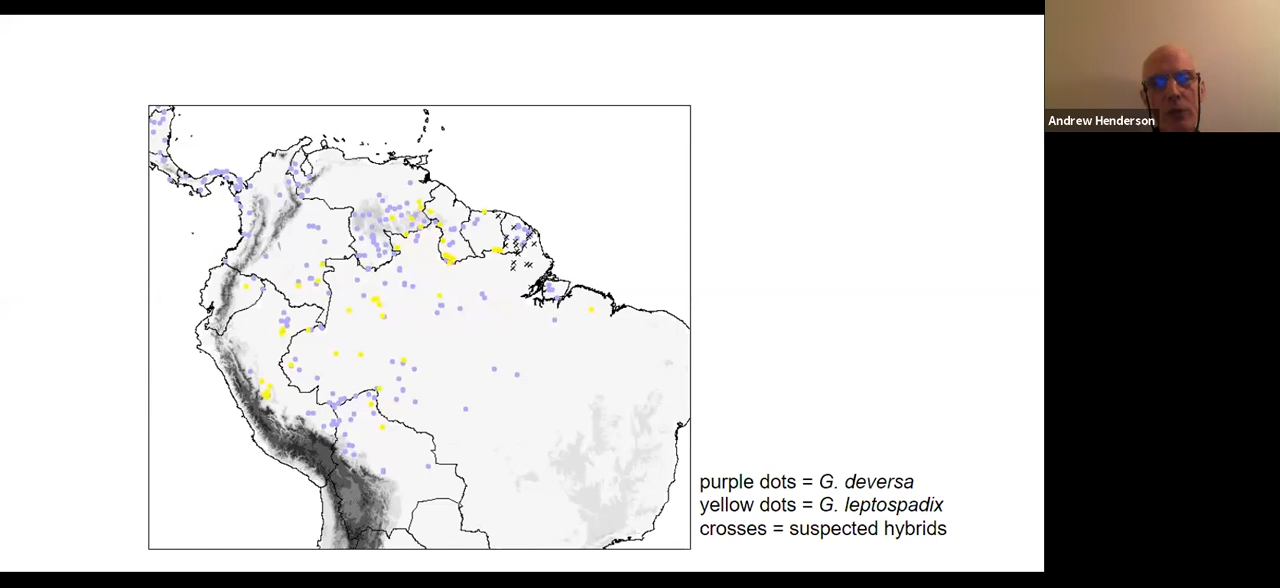 Andrew Henderson
purple dots = G. deversa
yellow dots = G. leptospadix
crosses = suspected hybrids